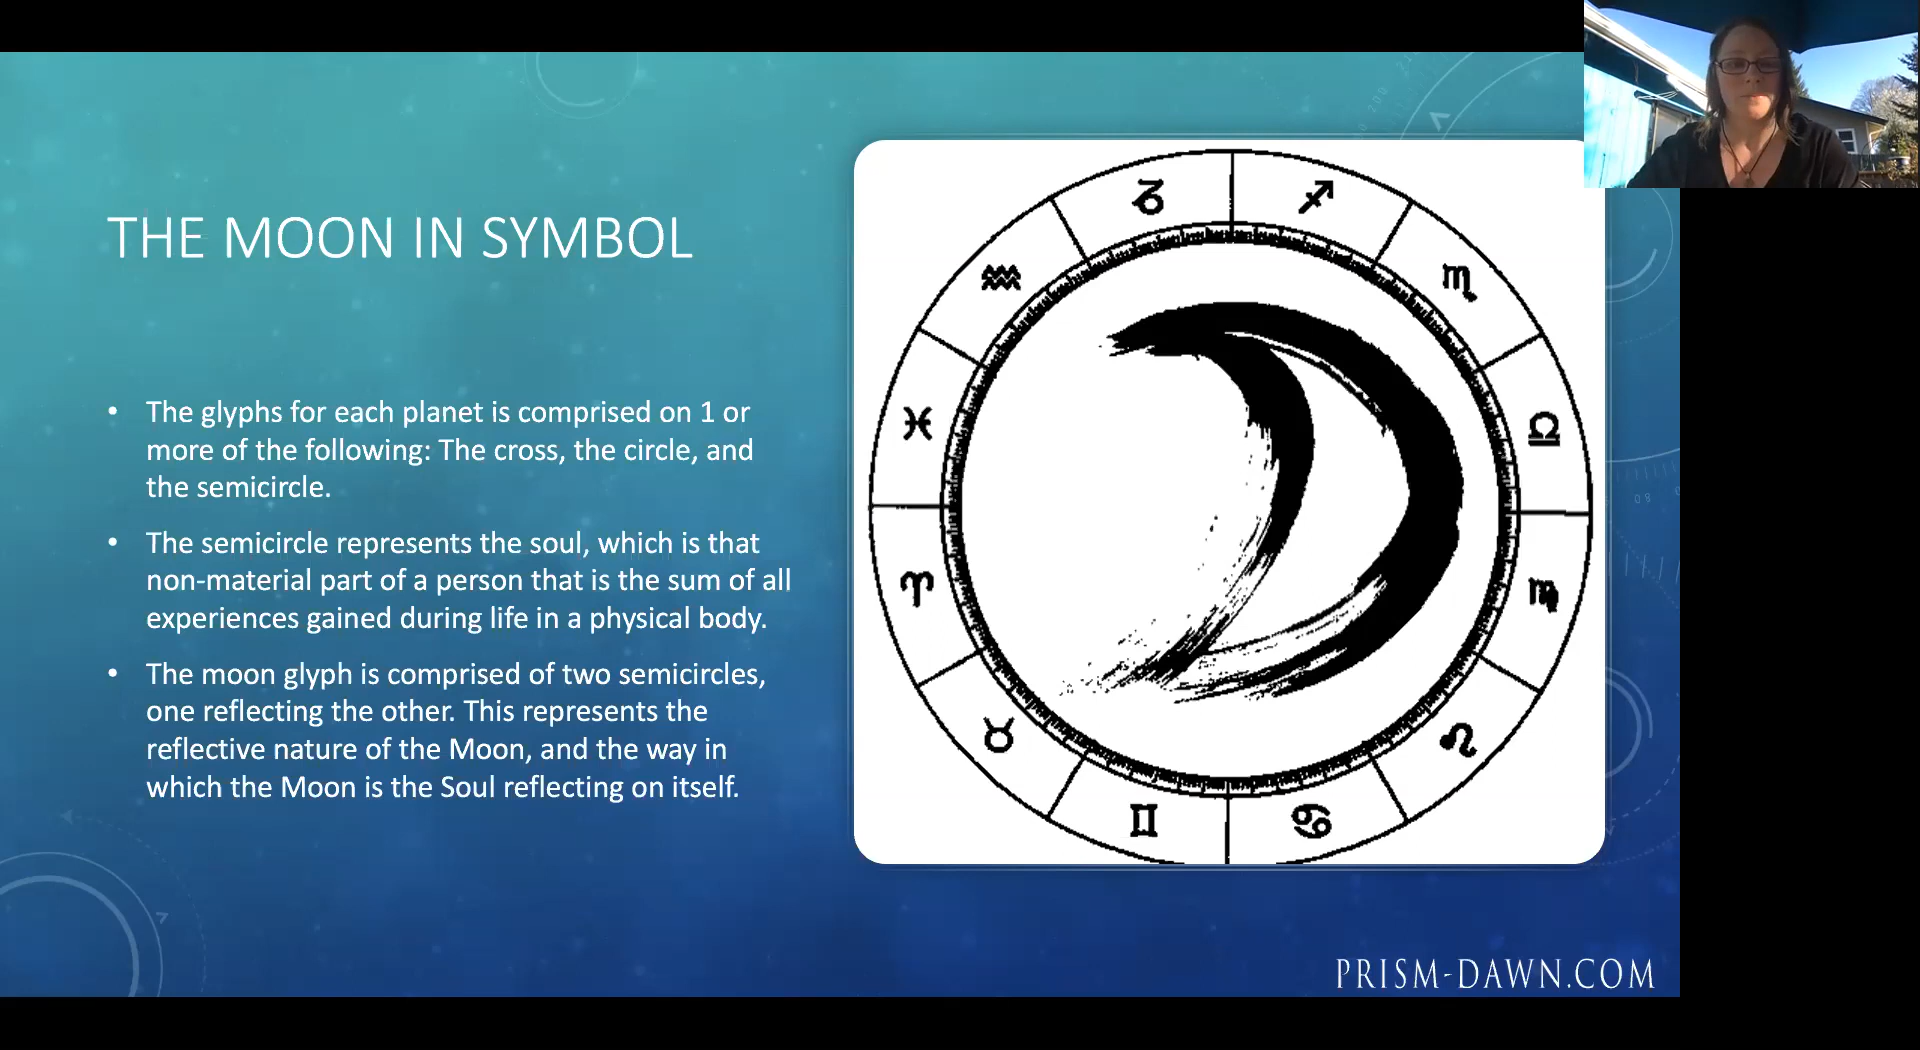 THE MOON IN SYMBOL
• The glyphs for each planet is comprised on 1 or
more of the following: The cross, the circle, and
the semicircle.
• The semicircle represents the soul, which is that
non-material part of a person that is the sum of all
experiences gained during life in a physical body.
• The moon glyph is comprised of two semicircles,
one reflecting the other. This represents the
reflective nature of the Moon, and the way in
which the Moon is the Soul reflecting on itself.
PRISM-DAWN.COM